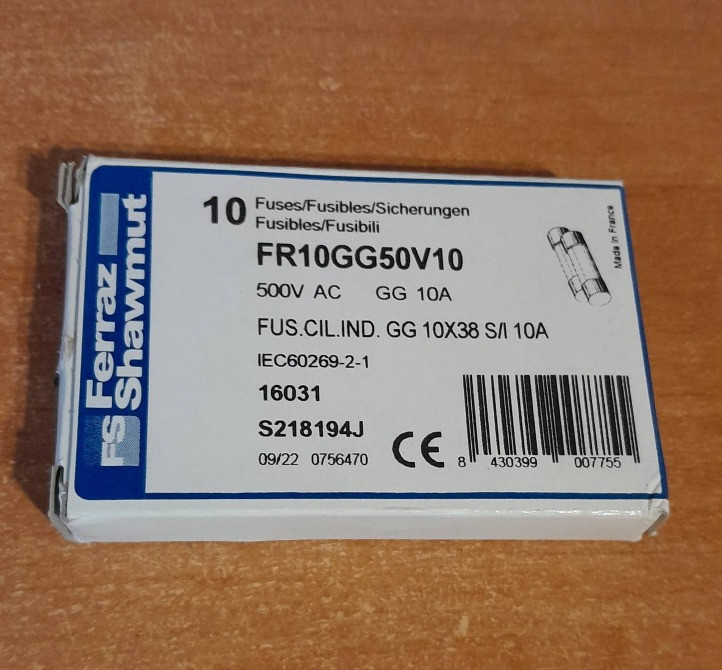 FS Ferraz
Shawmut
10 Fuses/Fusibles/Sicherungen
Fusibles/Fusibili
FR10GG50V10
500V AC GG 10A
FUS.CIL.IND. GG 10X38 S/I 10A
IEC60269-2-1
16031
S218194J
09/22 0756470
CE
8 430399 007755
Made in France